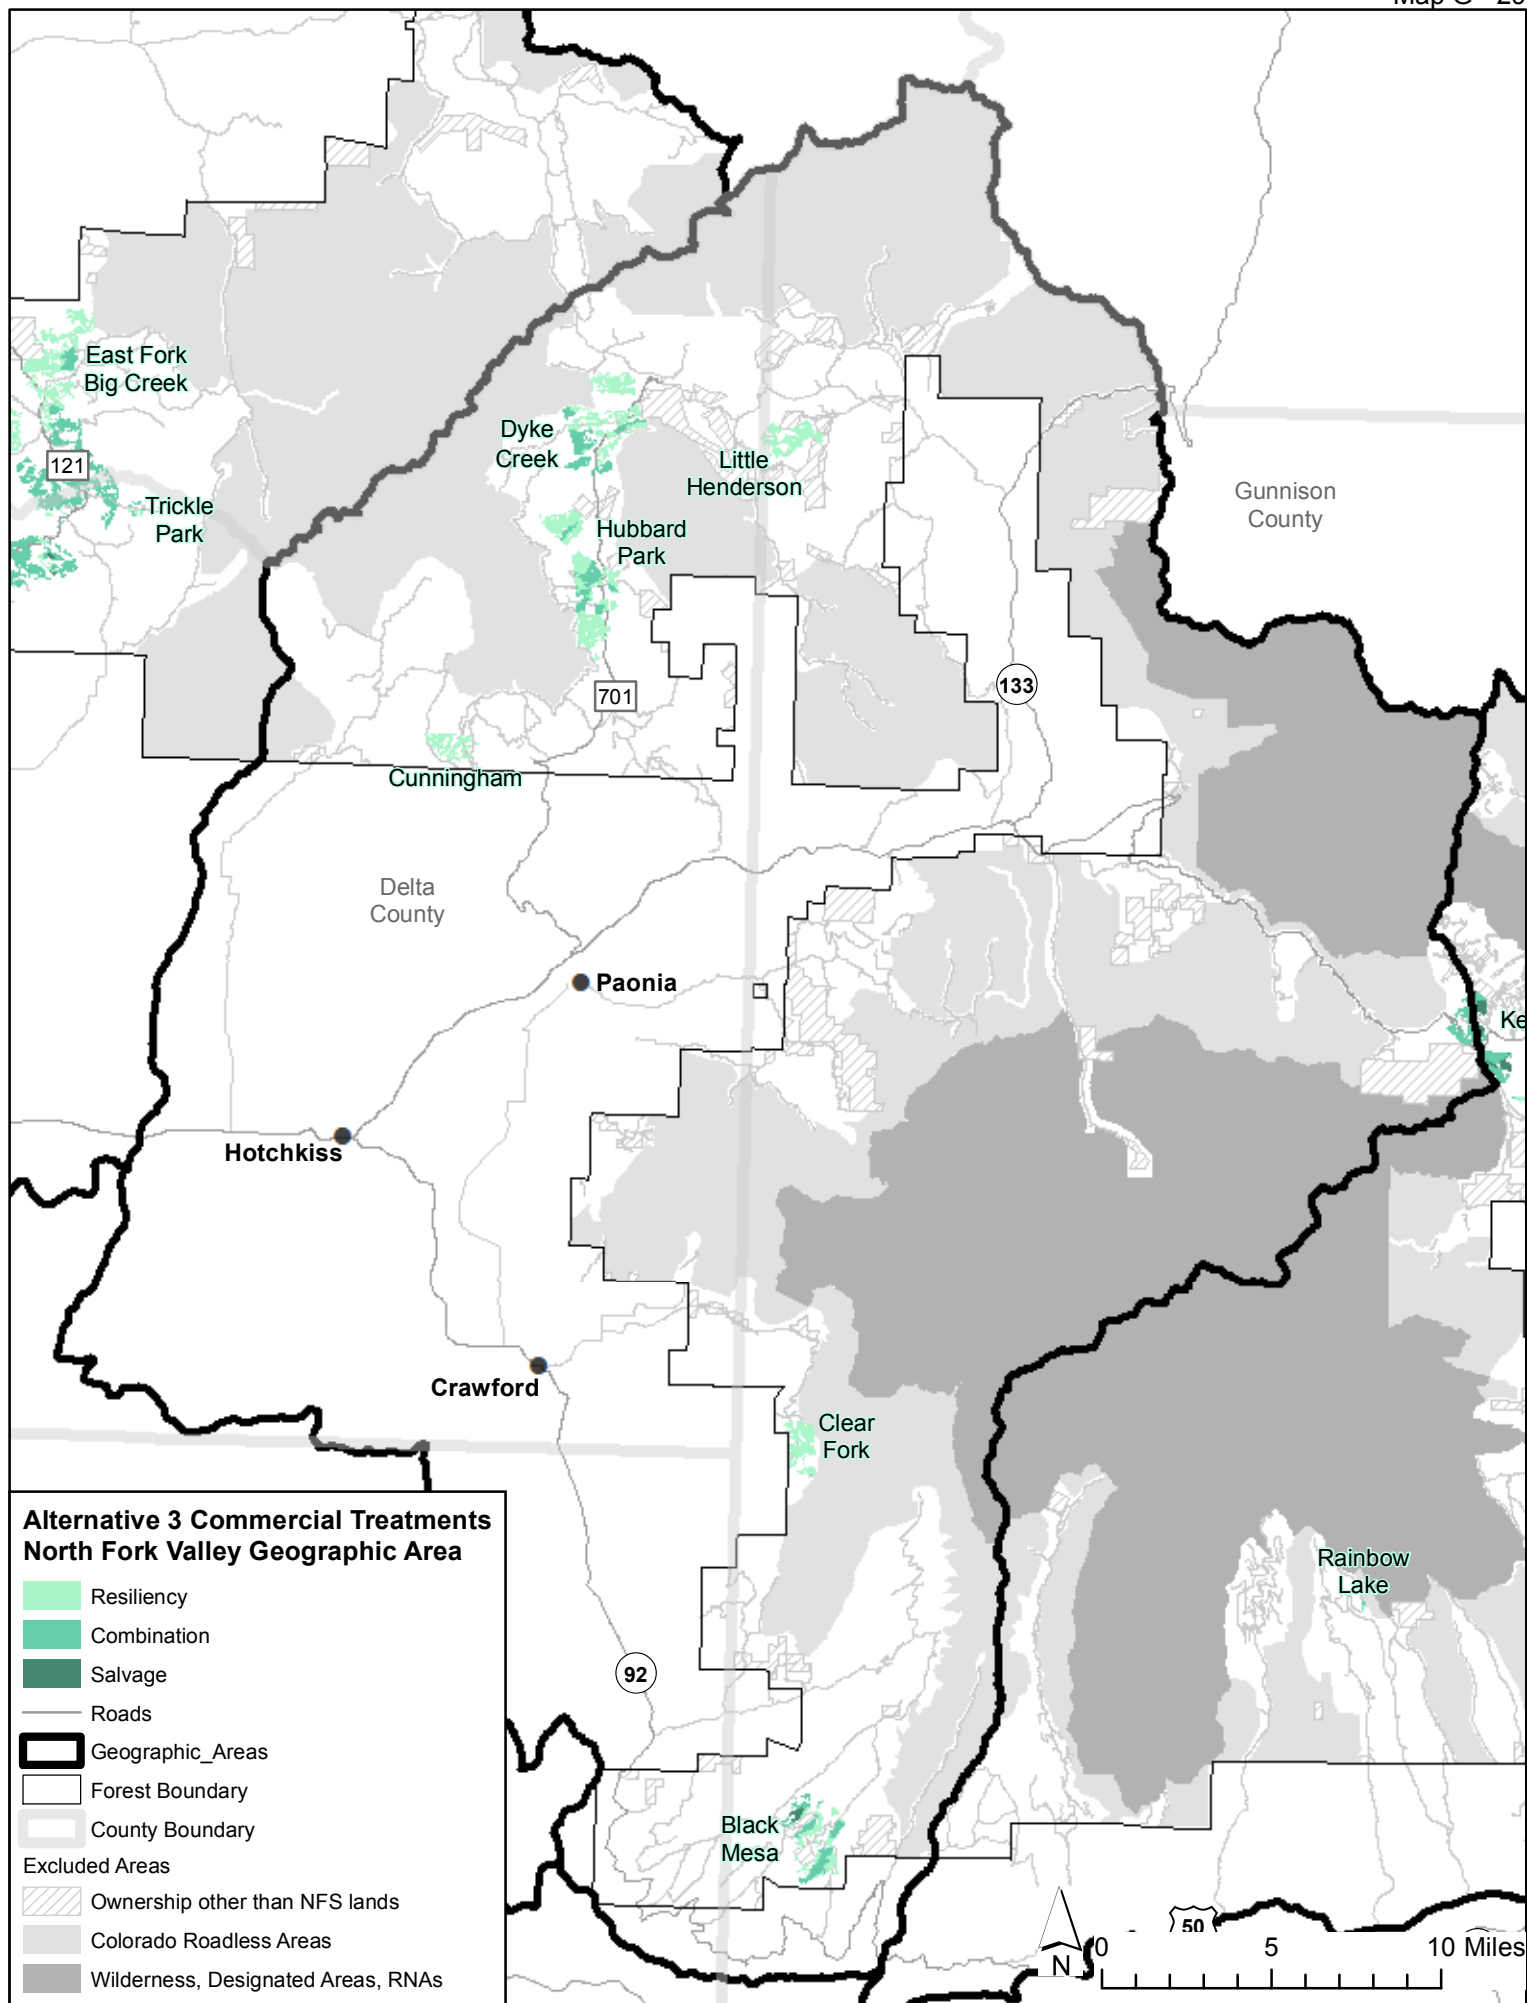 East Fork
Big Creek
121
Trickle
Park
Dyke
Creek
Little
Henderson
Hubbard
Park
Gunnison
County
133
701
Cunningham
Delta
County
Paonia
Hotchkiss
Crawford
Clear
Fork
Rainbow
Lake
92
Black
Mesa
50
Alternative 3 Commercial Treatments
North Fork Valley Geographic Area
Resiliency
Combination
Salvage
Roads
Geographic_Areas
Forest Boundary
County Boundary
Excluded Areas
Ownership other than NFS lands
Colorado Roadless Areas
Wilderness, Designated Areas, RNAs
N
0 5 10 Miles